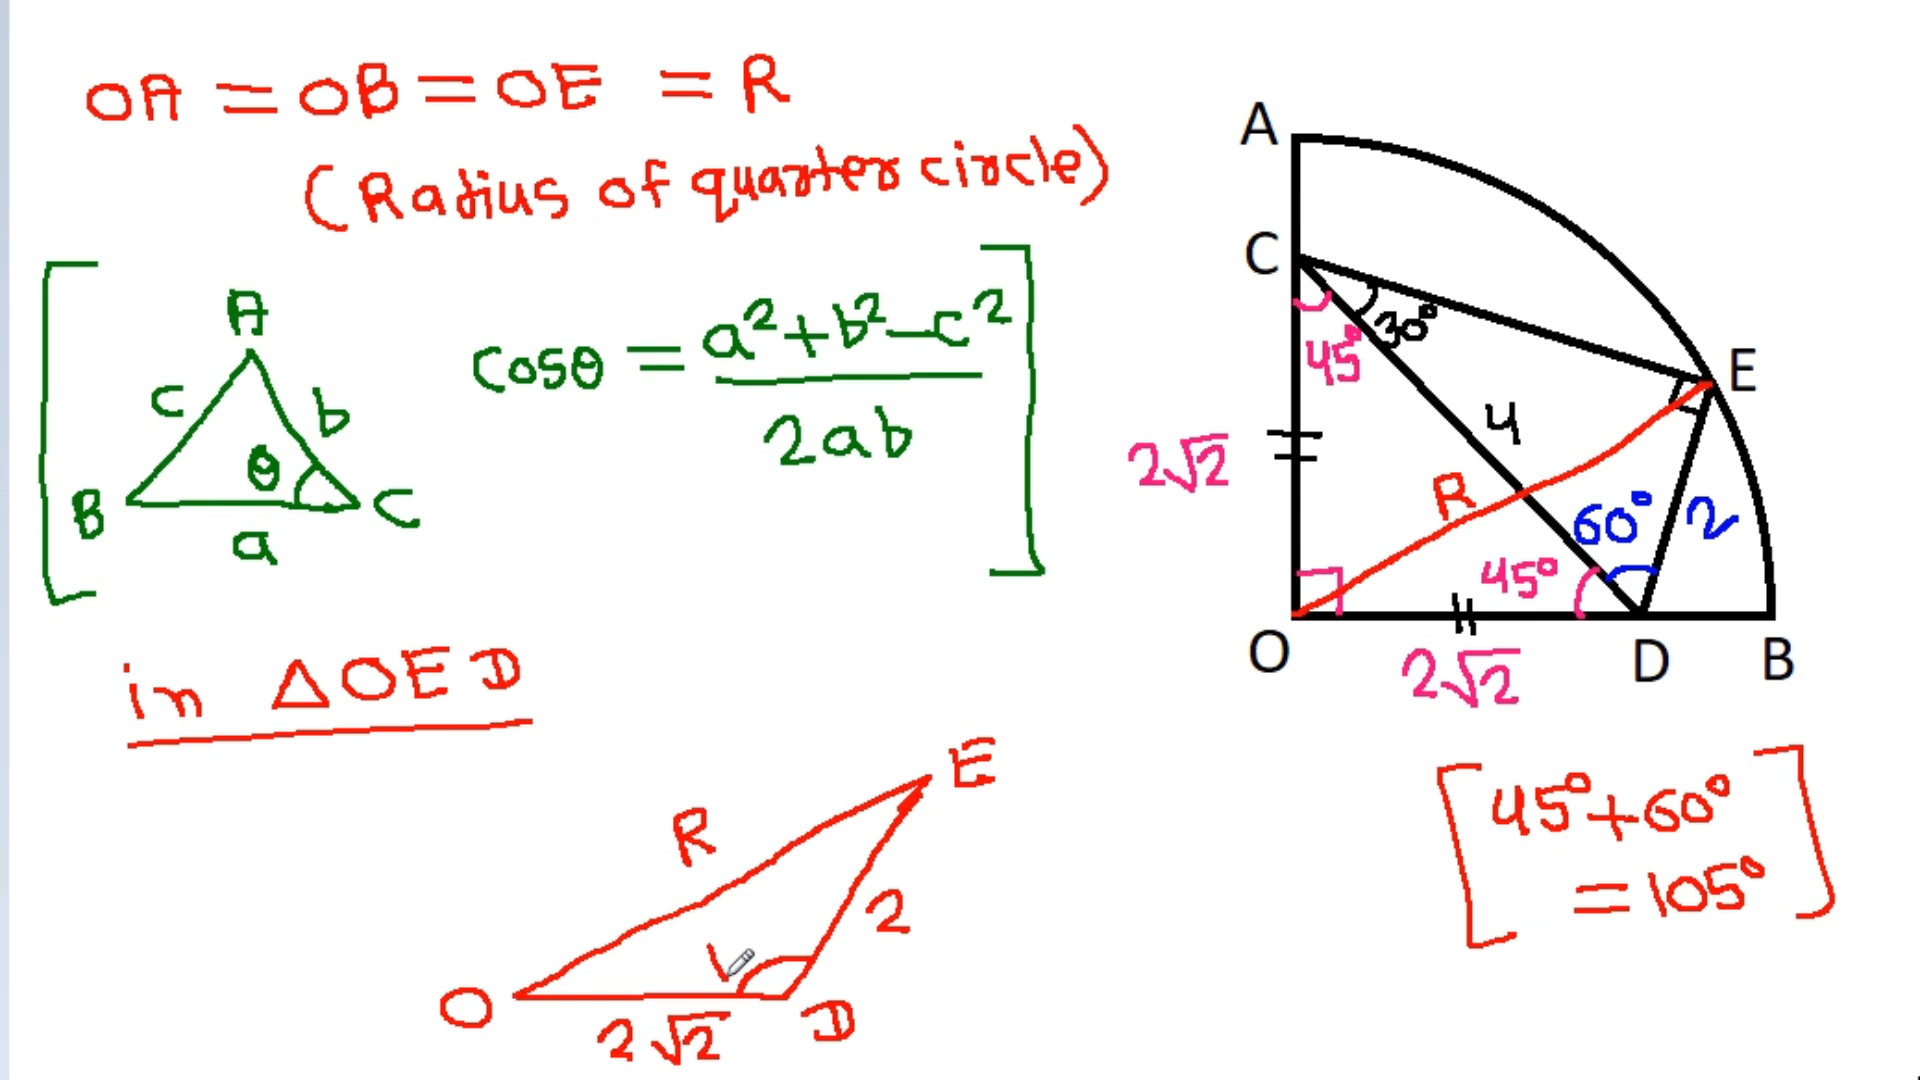 OA = OB = OE = R
(Radius of quarter circle)
A
c b
θ
B C
a
cosθ = a² + b² - c²
2ab
in △OED
E
R
2
O D
2√2
A
C
30°
45°
E
4
2√2
R
60° 2
45°
O D B
2√2
[45° + 60°
= 105°]